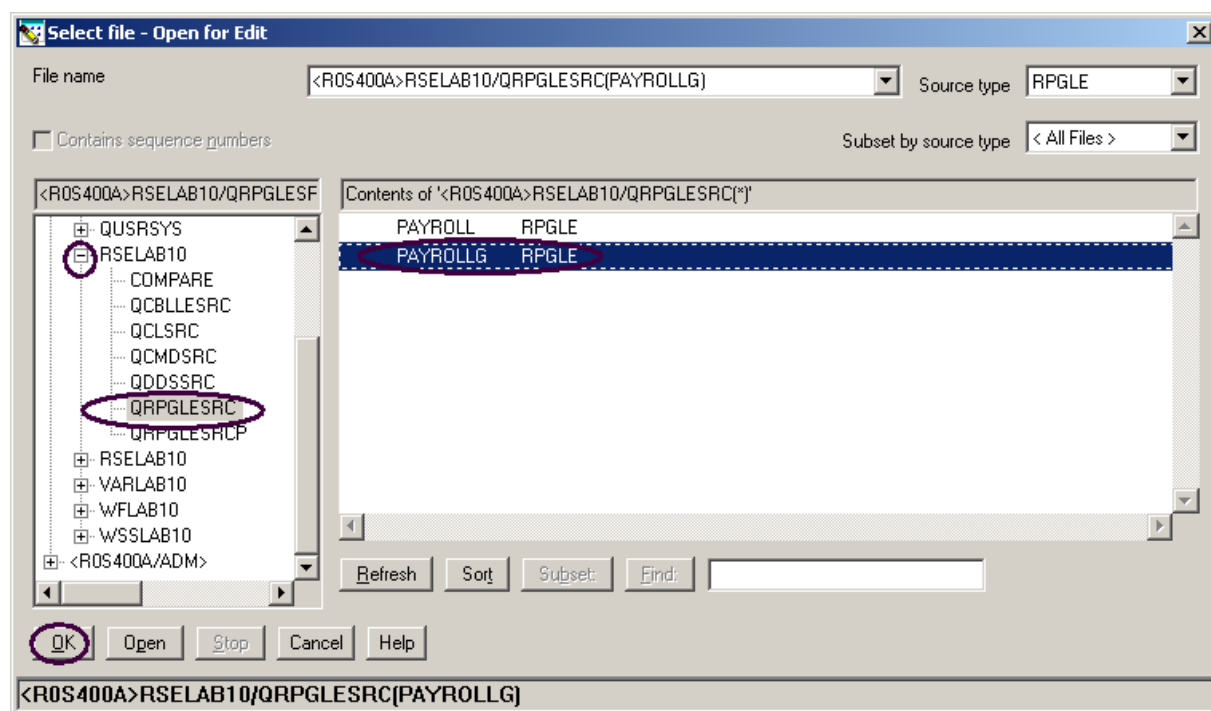 Select file - Open for Edit
File name
<R0S400A>RSELAB10/QRPGLESRC(PAYROLLG)
Source type
RPGLE
Contains sequence numbers
Subset by source type
< All Files >
<R0S400A>RSELAB10/QRPGLESF
QUSRSYS
RSELAB10
COMPARE
QCBLLESRC
QCLSRC
QCMDSRC
QDDSSRC
QRPGLESRC
QRPGLESRCP
RSELAB10
VARLAB10
WFLAB10
WSSLAB10
<R0S400A/ADM>
Contents of '<R0S400A>RSELAB10/QRPGLESRC(*)'
PAYROLL RPGLE
PAYROLLG RPGLE
Refresh Sort Subset: Find:
OK Open Stop Cancel Help
<R0S400A>RSELAB10/QRPGLESRC(PAYROLLG)